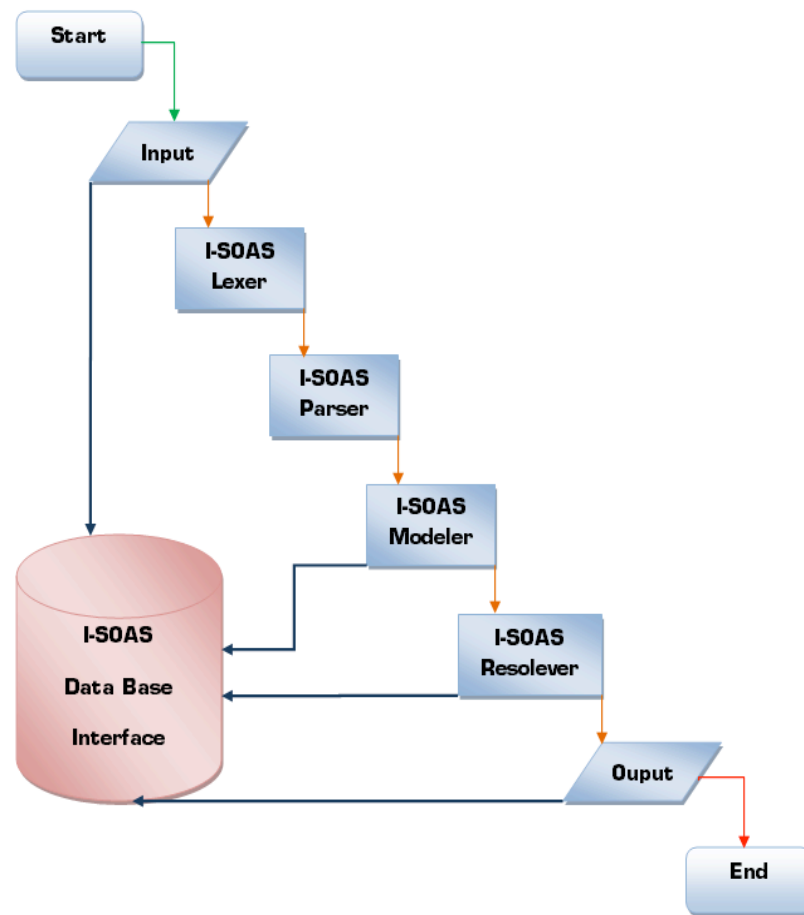 Start
Input
I-SOAS
Lexer
I-SOAS
Parser
I-SOAS
Modeler
I-SOAS
Data Base
Interface
I-SOAS
Resolever
Ouput
End